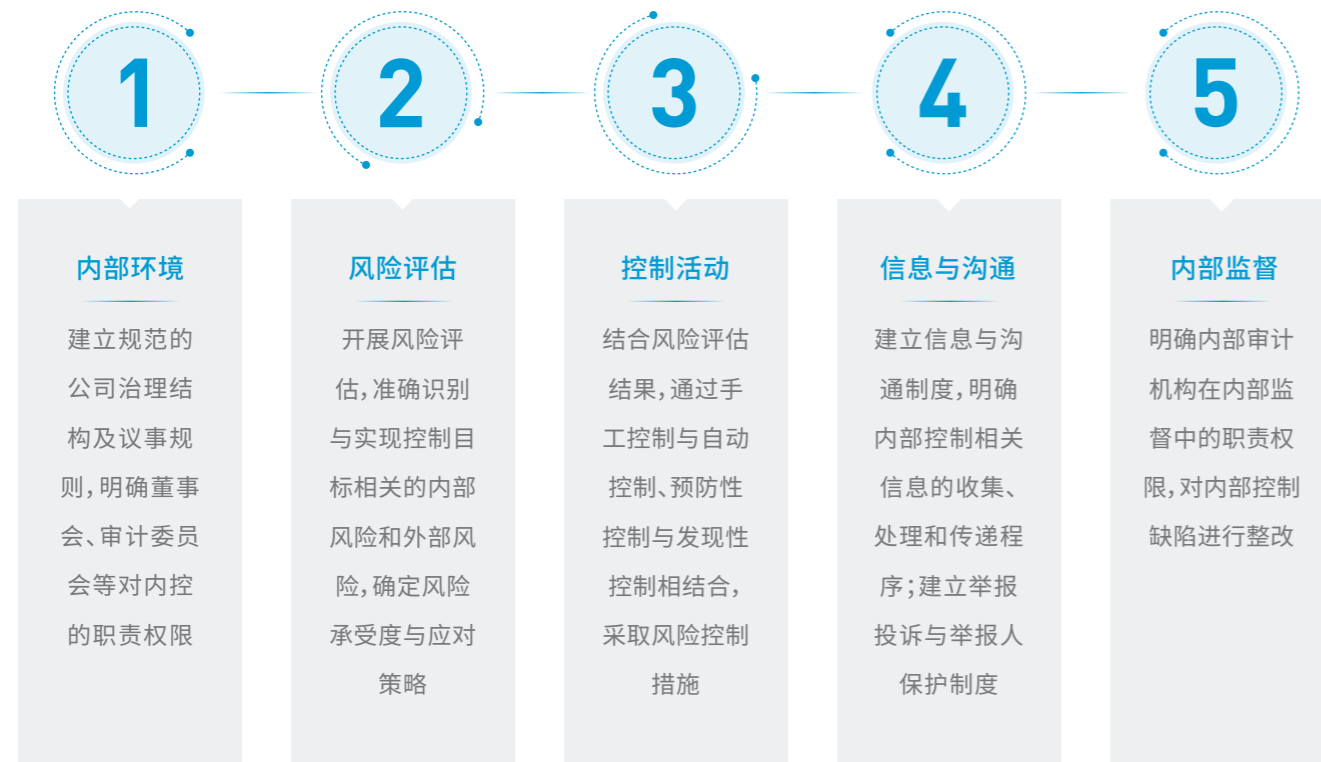 1
内部环境
建立规范的
公司治理结
构及议事规
则，明确董事
会、审计委员
会等对内控
的职责权限
2
风险评估
开展风险评
估，准确识别
与实现控制目
标相关的内部
风险和外部风
险，确定风险
承受度与应对
策略
3
控制活动
结合风险评估
结果，通过手
工控制与自动
控制、预防性
控制与发现性
控制相结合，
采取风险控制
措施
4
信息与沟通
建立信息与沟
通制度，明确
内部控制相关
信息的收集、
处理和传递程
序；建立举报
投诉与举报人
保护制度
5
内部监督
明确内部审计
机构在内部监
督中的职责权
限，对内部控制
缺陷进行整改